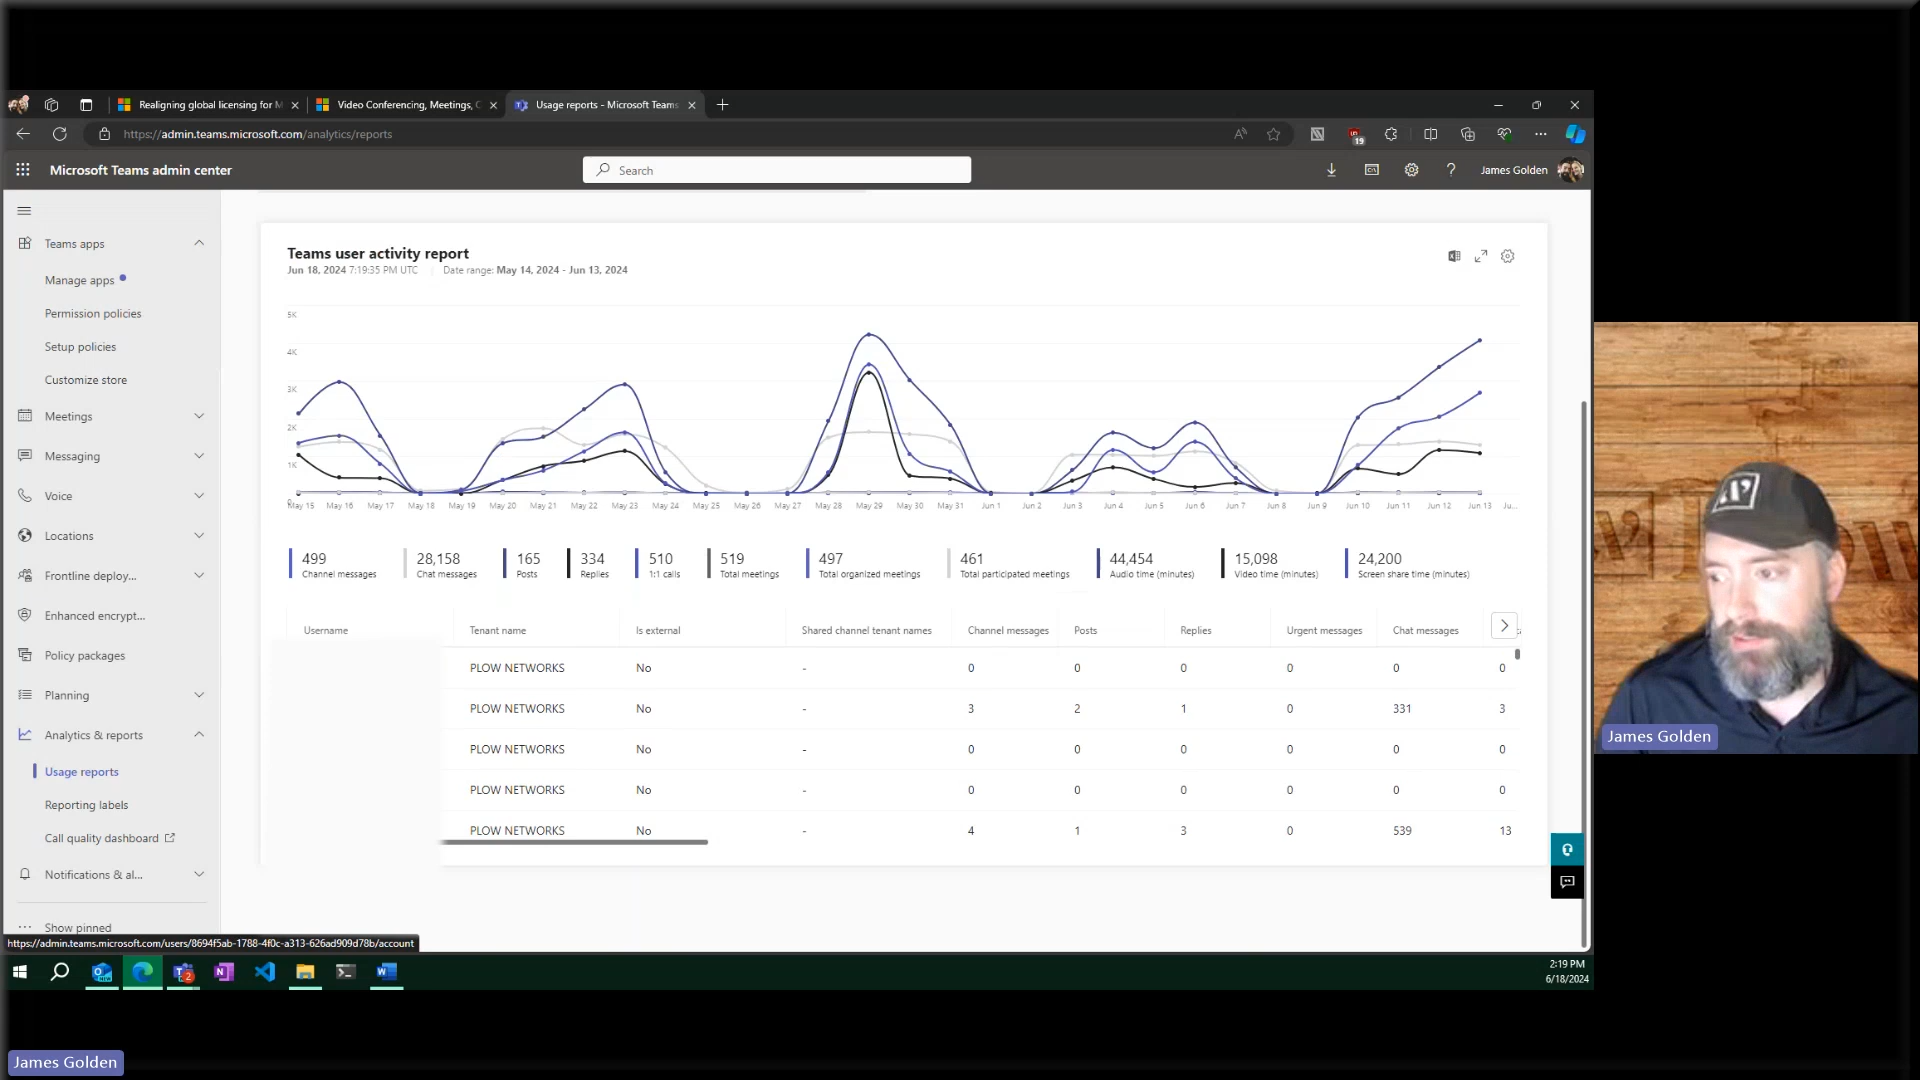 Realigning global licensing for M
Video Conferencing, Meetings, C
Usage reports - Microsoft Teams
https://admin.teams.microsoft.com/analytics/reports
19
Microsoft Teams admin center
Search
James Golden
Teams apps
Manage apps
Permission policies
Setup policies
Customize store
Meetings
Messaging
Voice
Locations
Frontline deploy...
Enhanced encrypt...
Policy packages
Planning
Analytics & reports
Usage reports
Reporting labels
Call quality dashboard
Notifications & al...
Show pinned
https://admin.teams.microsoft.com/users/8694f5ab-1788-4f0c-a313-626ad909d78b/account
Teams user activity report
Jun 18, 2024 7:19:35 PM UTC Date range: May 14, 2024 - Jun 13, 2024
5K
4K
3K
2K
1K
0
May 15 May 16 May 17 May 18 May 19 May 20 May 21 May 22 May 23 May 24 May 25 May 26 May 27 May 28 May 29 May 30 May 31 Jun 1 Jun 2 Jun 3 Jun 4 Jun 5 Jun 6 Jun 7 Jun 8 Jun 9 Jun 10 Jun 11 Jun 12 Jun 13 Ju...
499 28,158 165 334 510 519 497 461 44,454 15,098 24,200
Channel messages Chat messages Posts Replies 1:1 calls Total meetings Total organized meetings Total participated meetings Audio time (minutes) Video time (minutes) Screen share time (minutes)
Username Tenant name Is external Shared channel tenant names Channel messages Posts Replies Urgent messages Chat messages
PLOW NETWORKS No - 0 0 0 0 0 0
PLOW NETWORKS No - 3 2 1 0 331 3
PLOW NETWORKS No - 0 0 0 0 0 0
PLOW NETWORKS No - 0 0 0 0 0 0
PLOW NETWORKS No - 4 1 3 0 539 13
2:19 PM
6/18/2024
James Golden
James Golden